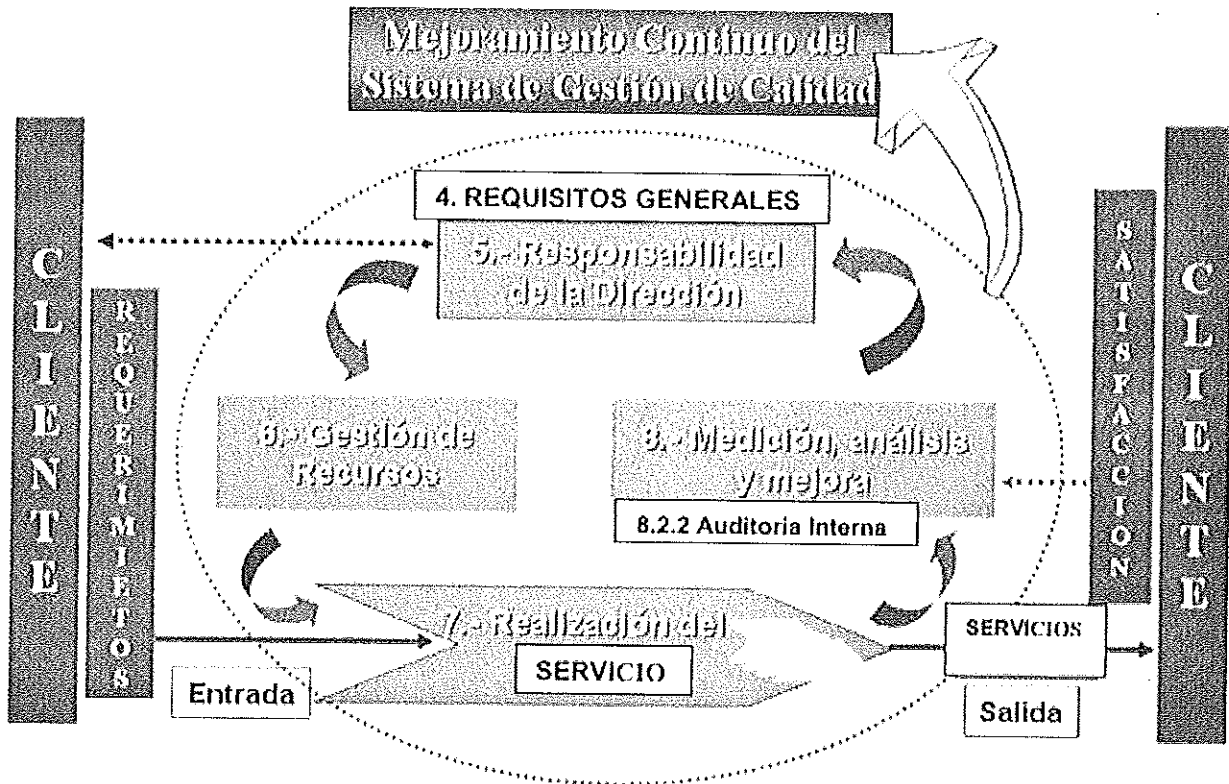 Mejoramiento Continuo del
Sistema de Gestión de Calidad
4. REQUISITOS GENERALES
5.- Responsabilidad
de la Dirección
CLIENTE
REQUERIMIETOS
6.- Gestión de
Recursos
8.- Medición, análisis
y mejora
8.2.2 Auditoria Interna
SATISFACCION
CLIENTE
7.- Realización del
SERVICIO
SERVICIOS
Entrada
Salida